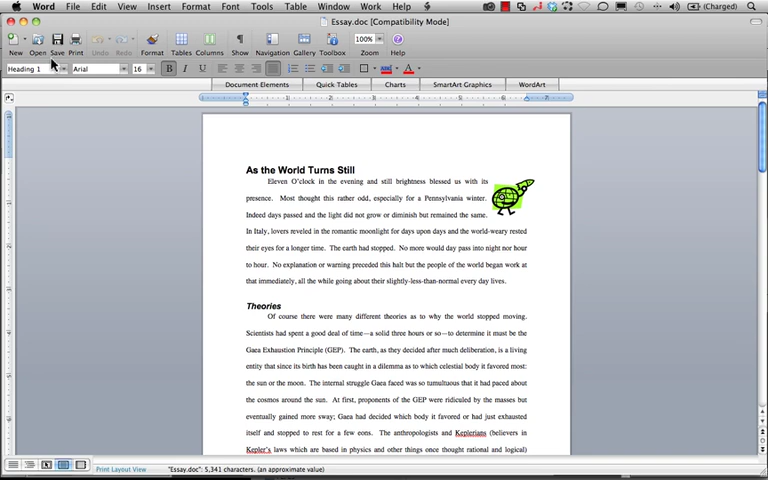 Word File Edit View Insert Format Font Tools Table Window Work Help (Charged)
Essay.doc [Compatibility Mode]
New Open Save Print Undo Redo Format Tables Columns Show Navigation Gallery Toolbox Zoom Help
100%
Heading 1 Arial 16 B I U ABC A
Document Elements Quick Tables Charts SmartArt Graphics WordArt
1 2 3 4 5 6 7
As the World Turns Still
Eleven O'clock in the evening and still brightness blessed us with its
presence. Most thought this rather odd, especially for a Pennsylvania winter.
Indeed days passed and the light did not grow or diminish but remained the same.
In Italy, lovers reveled in the romantic moonlight for days upon days and the world-weary rested
their eyes for a longer time. The earth had stopped. No more would day pass into night nor hour
to hour. No explanation or warning preceded this halt but the people of the world began work at
that immediately, all the while going about their slightly-less-than-normal every day lives.
Theories
Of course there were many different theories as to why the world stopped moving.
Scientists had spent a good deal of time—a solid three hours or so—to determine it must be the
Gaea Exhaustion Principle (GEP). The earth, as they decided after much deliberation, is a living
entity that since its birth has been caught in a dilemma as to which celestial body it favored most:
the sun or the moon. The internal struggle Gaea faced was so tumultuous that it had paced about
the cosmos around the sun. At first, proponents of the GEP were ridiculed by the masses but
eventually gained more sway; Gaea had decided which body it favored or had just exhausted
itself and stopped to rest for a few eons. The anthropologists and Keplerians (believers in
Kepler's laws which are based in physics and other things once thought rational and logical)
Print Layout View "Essay.doc": 5,341 characters. (an approximate value)